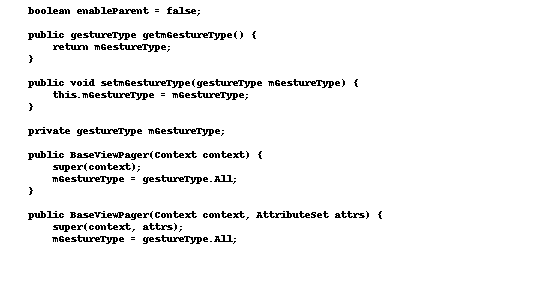 boolean enableParent = false;
public gestureType getmGestureType() {
return mGestureType;
}
public void setmGestureType(gestureType mGestureType) {
this.mGestureType = mGestureType;
}
private gestureType mGestureType;
public BaseViewPager(Context context) {
super(context);
mGestureType = gestureType.All;
}
public BaseViewPager(Context context, AttributeSet attrs) {
super(context, attrs);
mGestureType = gestureType.All;